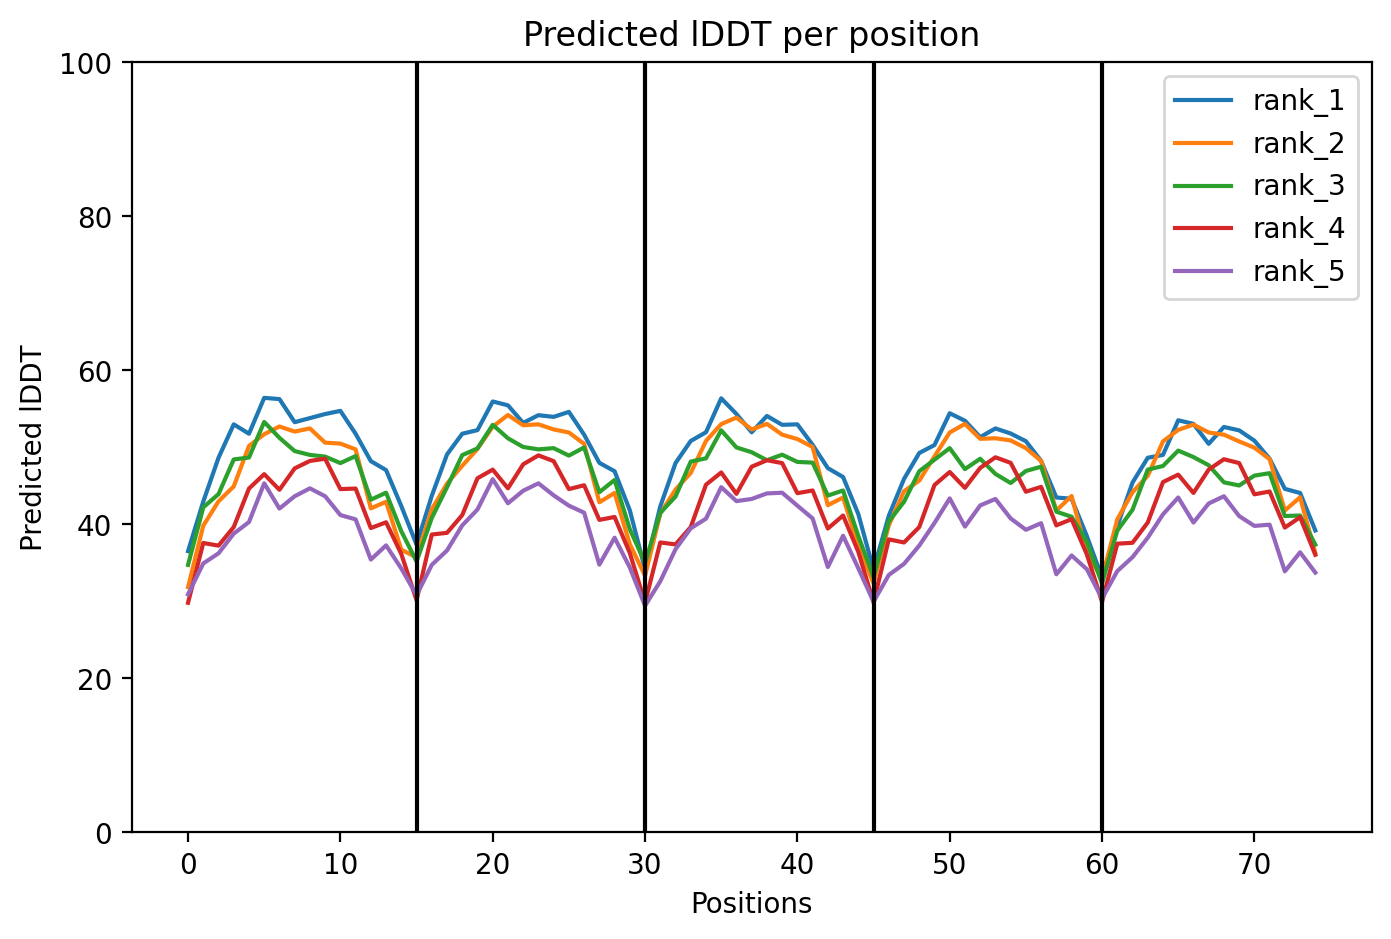 Predicted lDDT per position
100
80
60
40
20
0
Predicted lDDT
0 10 20 30 40 50 60 70
Positions
rank_1
rank_2
rank_3
rank_4
rank_5